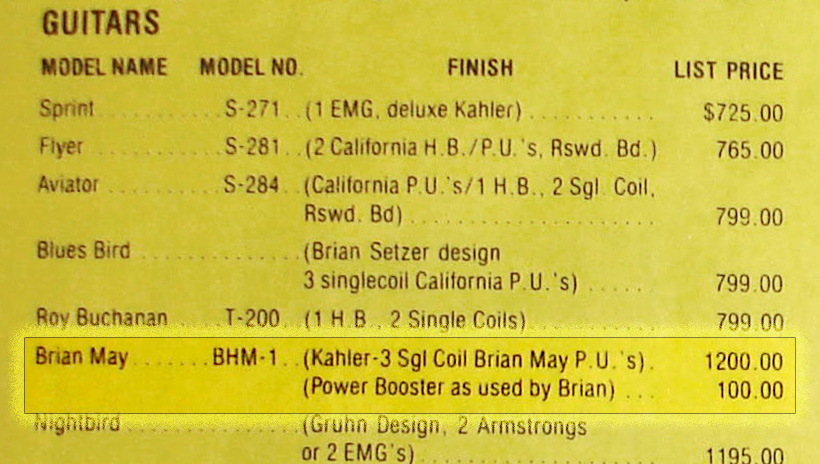 GUITARS
MODEL NAME MODEL NO. FINISH LIST PRICE
Sprint . . . . . . . . . . . S-271 . . (1 EMG, deluxe Kahler) . . . . . . . . . . . $725.00
Flyer . . . . . . . . . . . . S-281 . . (2 California H.B./P.U.'s, Rswd. Bd.) 765.00
Aviator . . . . . . . . . . S-284 . . (California P.U.'s/1 H.B., 2 Sgl. Coil,
Rswd. Bd) . . . . . . . . . . . . . . . . . . . . . 799.00
Blues Bird . . . . . . . . . . . . . . (Brian Setzer design
3 singlecoil California P.U.'s) . . . . . . 799.00
Roy Buchanan . . . . T-200 . . (1 H.B., 2 Single Coils) . . . . . . . . . . . 799.00
Brian May . . . . . . . BHM-1 . . (Kahler-3 Sgl Coil Brian May P.U.'s) . 1200.00
(Power Booster as used by Brian) . . . 100.00
Nightbird . . . . . . . . . . . . . . . (Gruhn Design, 2 Armstrongs
or 2 EMG's) . . . . . . . . . . . . . . . . . . . . 1195.00